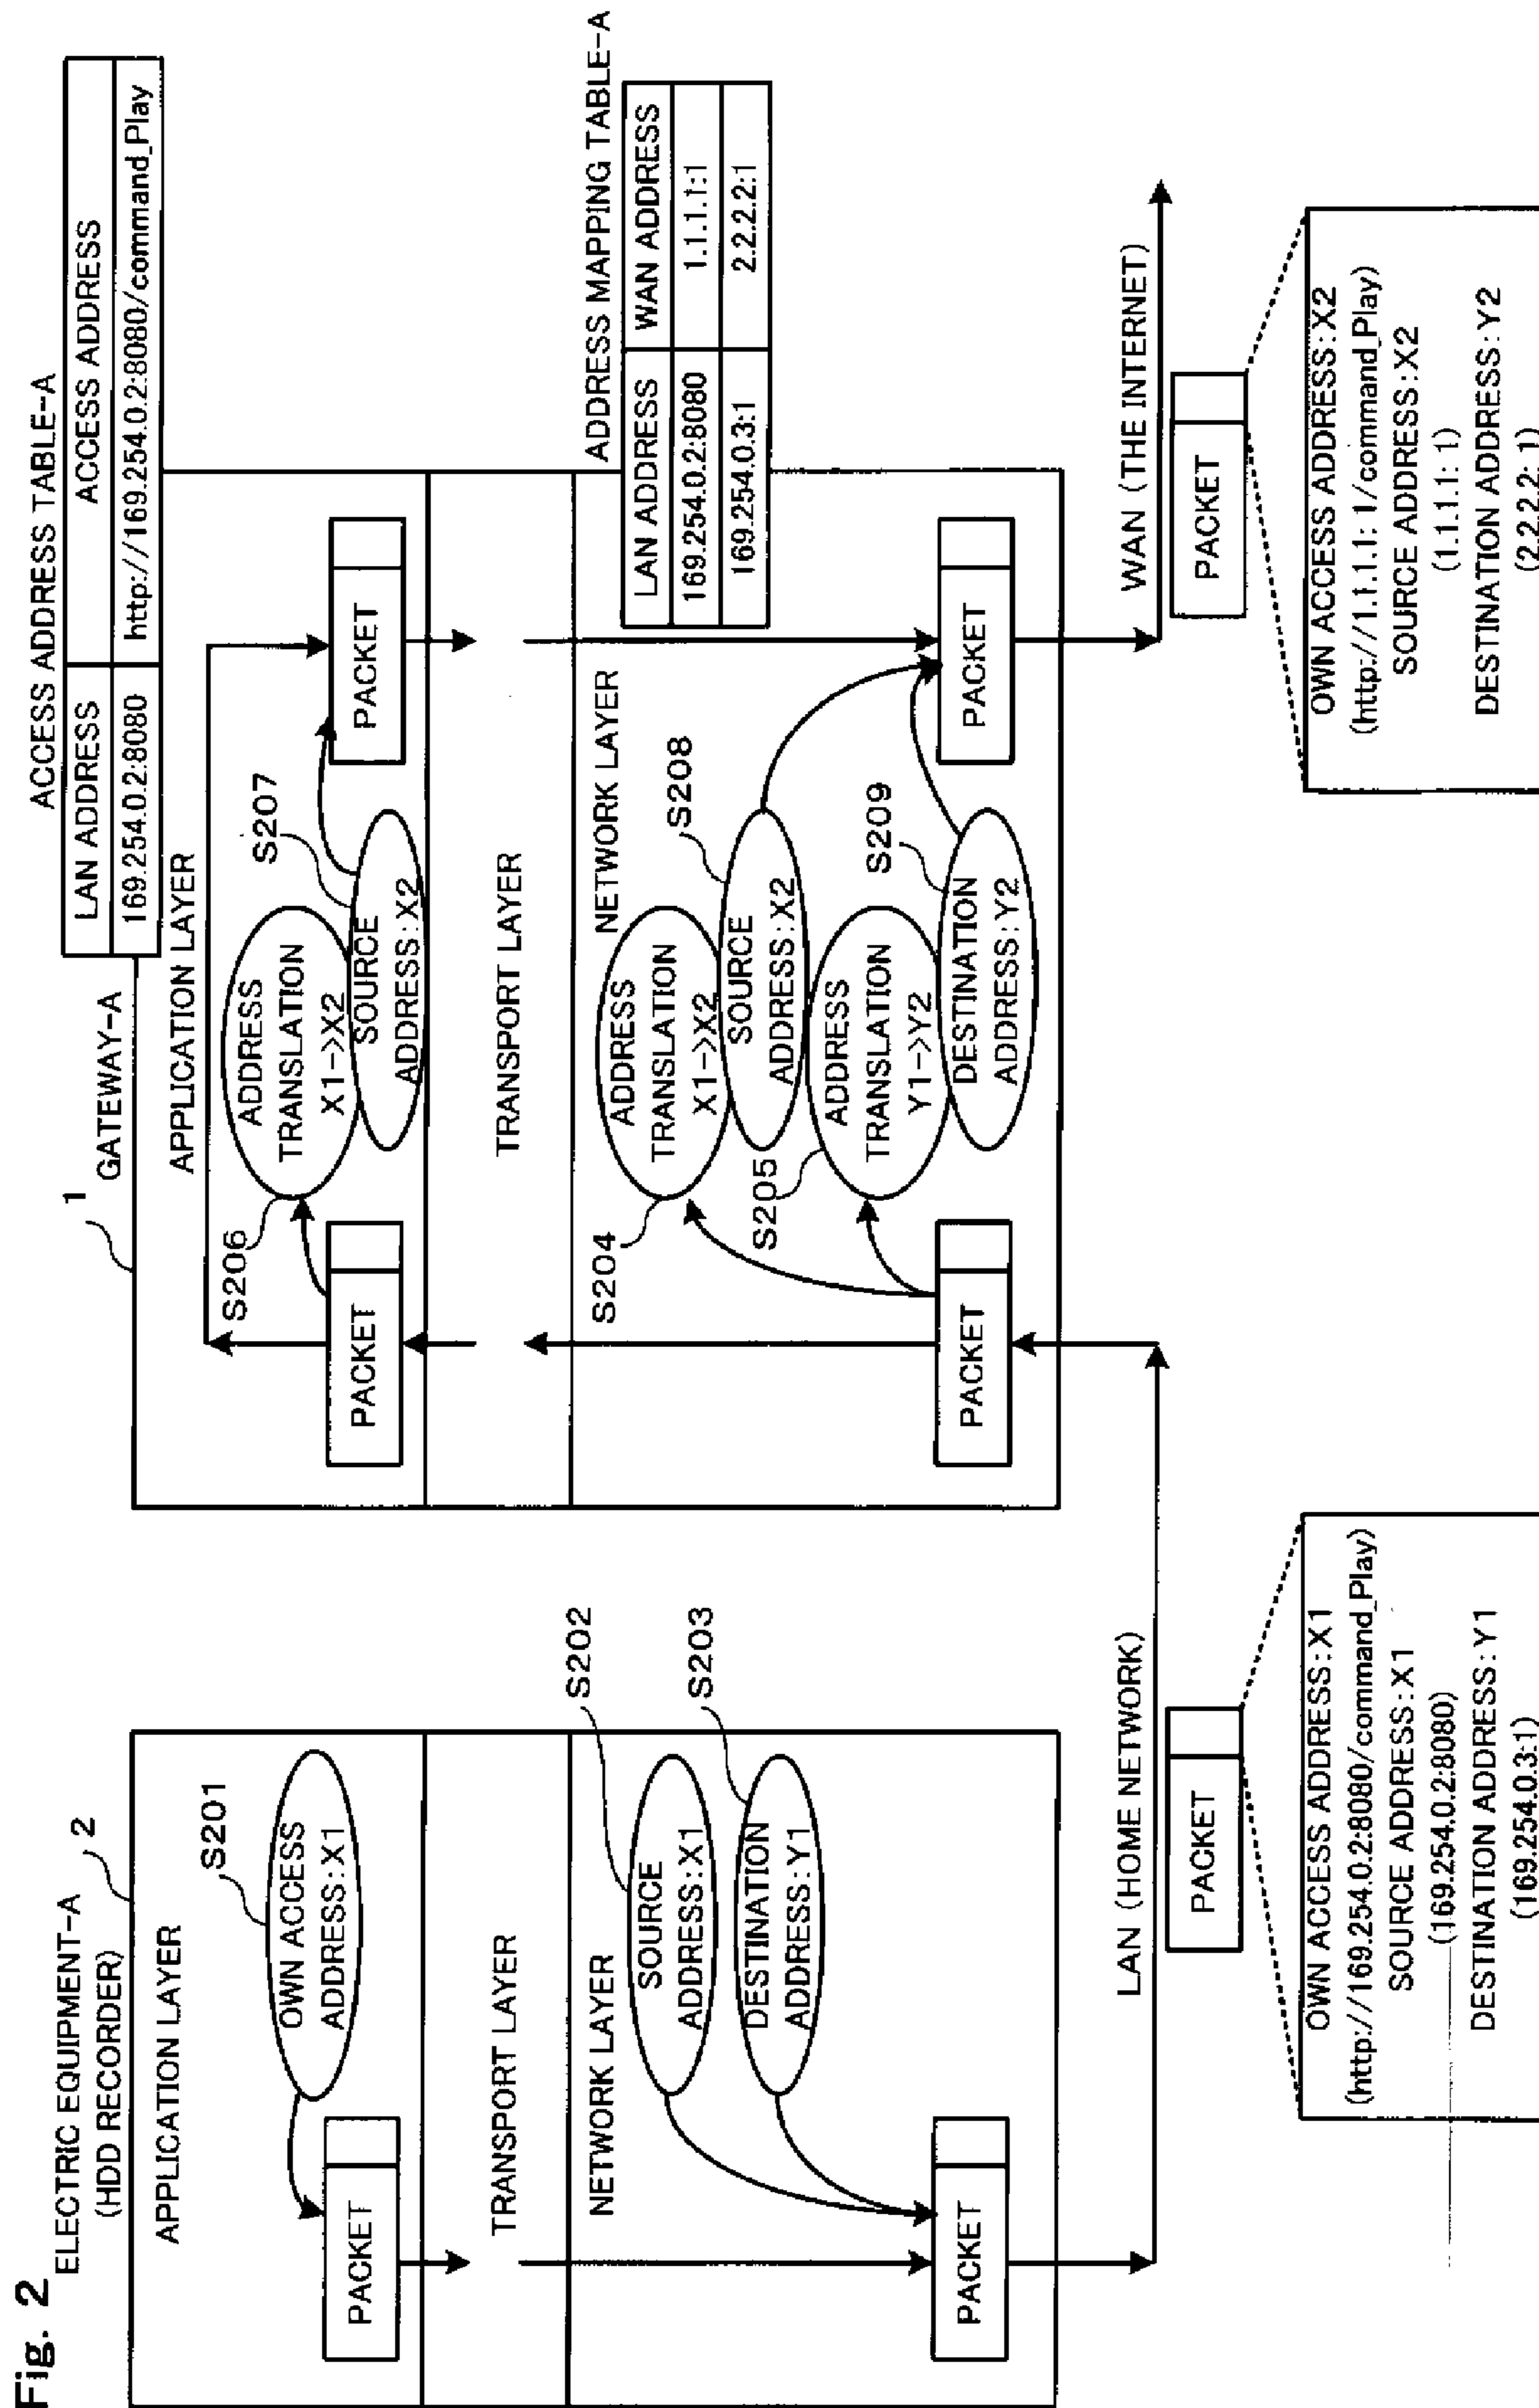 Fig. 2
ELECTRIC EQUIPMENT-A
(HDD RECORDER)
2
APPLICATION LAYER
S201
OWN ACCESS
ADDRESS:X1
PACKET
TRANSPORT LAYER
NETWORK LAYER
S202
SOURCE
ADDRESS:X1
S203
DESTINATION
ADDRESS:Y1
PACKET
LAN (HOME NETWORK)
PACKET
OWN ACCESS ADDRESS:X1
(http://169.254.0.2:8080/command_Play)
SOURCE ADDRESS:X1
(169.254.0.2:8080)
DESTINATION ADDRESS:Y1
(169.254.0.3:1)
1
GATEWAY-A
ACCESS ADDRESS TABLE-A
LAN ADDRESS ACCESS ADDRESS
169.254.0.2:8080 http://169.254.0.2:8080/command_Play
APPLICATION LAYER
S206
ADDRESS
TRANSLATION
X1->X2
S207
SOURCE
ADDRESS:X2
PACKET
PACKET
TRANSPORT LAYER
NETWORK LAYER
ADDRESS MAPPING TABLE-A
LAN ADDRESS WAN ADDRESS
169.254.0.2:8080 1.1.1.1:1
169.254.0.3:1 2.2.2.2:1
S204
ADDRESS
TRANSLATION
X1->X2
S208
SOURCE
ADDRESS:X2
S205
ADDRESS
TRANSLATION
Y1->Y2
S209
DESTINATION
ADDRESS:Y2
PACKET
PACKET
WAN (THE INTERNET)
PACKET
OWN ACCESS ADDRESS:X2
(http://1.1.1.1: 1/command_Play)
SOURCE ADDRESS:X2
(1.1.1.1: 1)
DESTINATION ADDRESS:Y2
(2.2.2.2: 1)